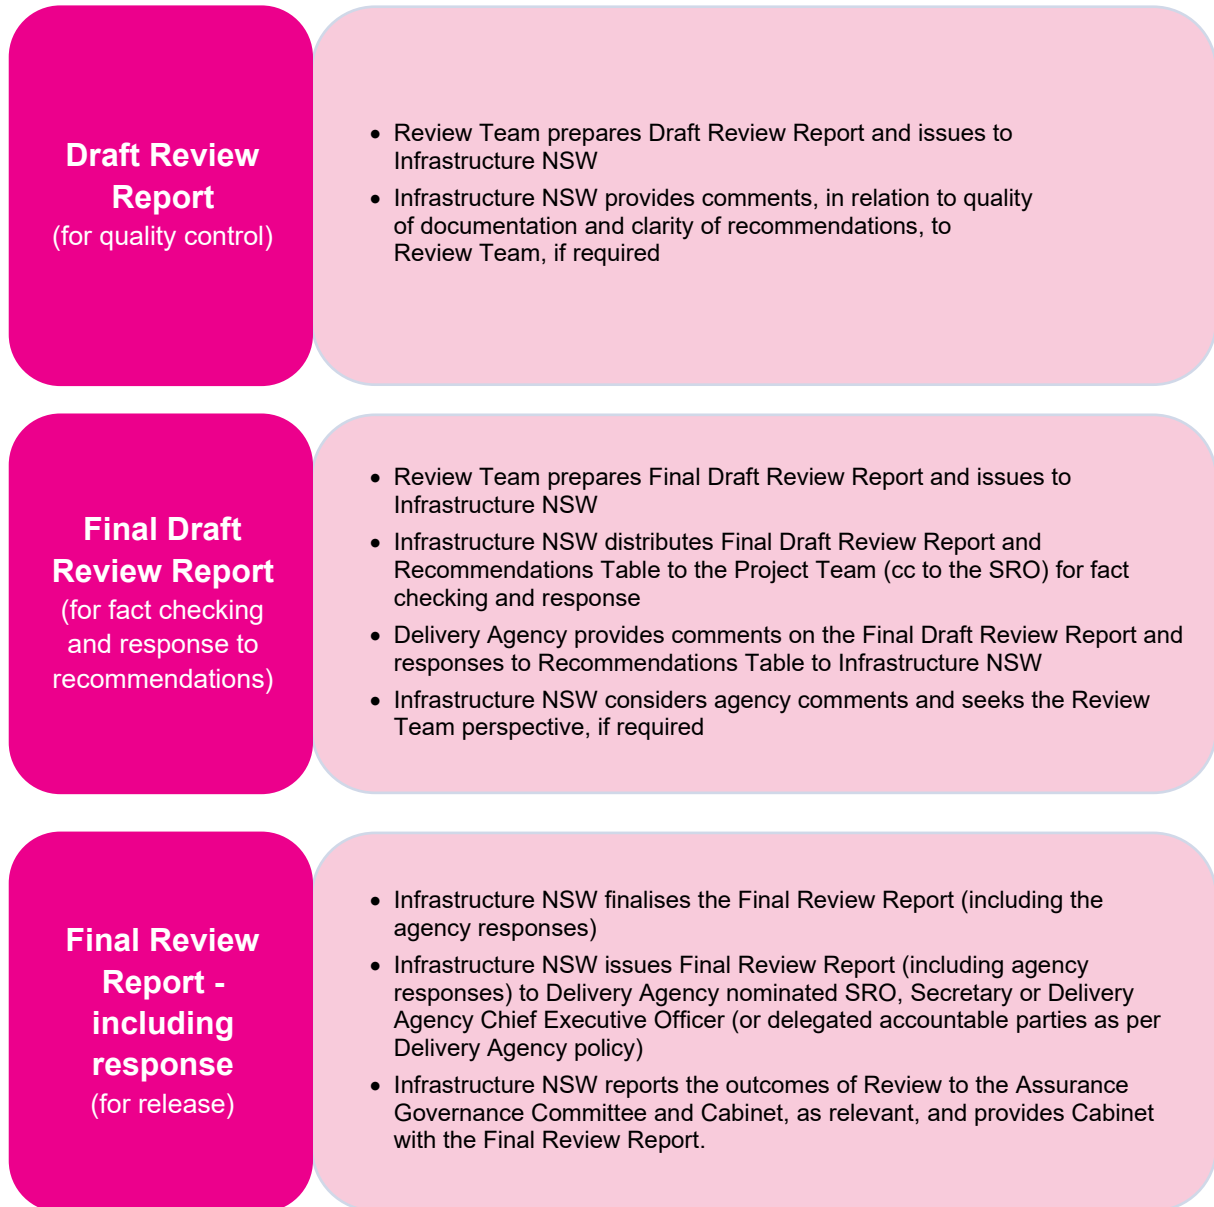 Draft Review
Report
(for quality control)
• Review Team prepares Draft Review Report and issues to
Infrastructure NSW
• Infrastructure NSW provides comments, in relation to quality
of documentation and clarity of recommendations, to
Review Team, if required
Final Draft
Review Report
(for fact checking
and response to
recommendations)
• Review Team prepares Final Draft Review Report and issues to
Infrastructure NSW
• Infrastructure NSW distributes Final Draft Review Report and
Recommendations Table to the Project Team (cc to the SRO) for fact
checking and response
• Delivery Agency provides comments on the Final Draft Review Report and
responses to Recommendations Table to Infrastructure NSW
• Infrastructure NSW considers agency comments and seeks the Review
Team perspective, if required
Final Review
Report -
including
response
(for release)
• Infrastructure NSW finalises the Final Review Report (including the
agency responses)
• Infrastructure NSW issues Final Review Report (including agency
responses) to Delivery Agency nominated SRO, Secretary or Delivery
Agency Chief Executive Officer (or delegated accountable parties as per
Delivery Agency policy)
• Infrastructure NSW reports the outcomes of Review to the Assurance
Governance Committee and Cabinet, as relevant, and provides Cabinet
with the Final Review Report.